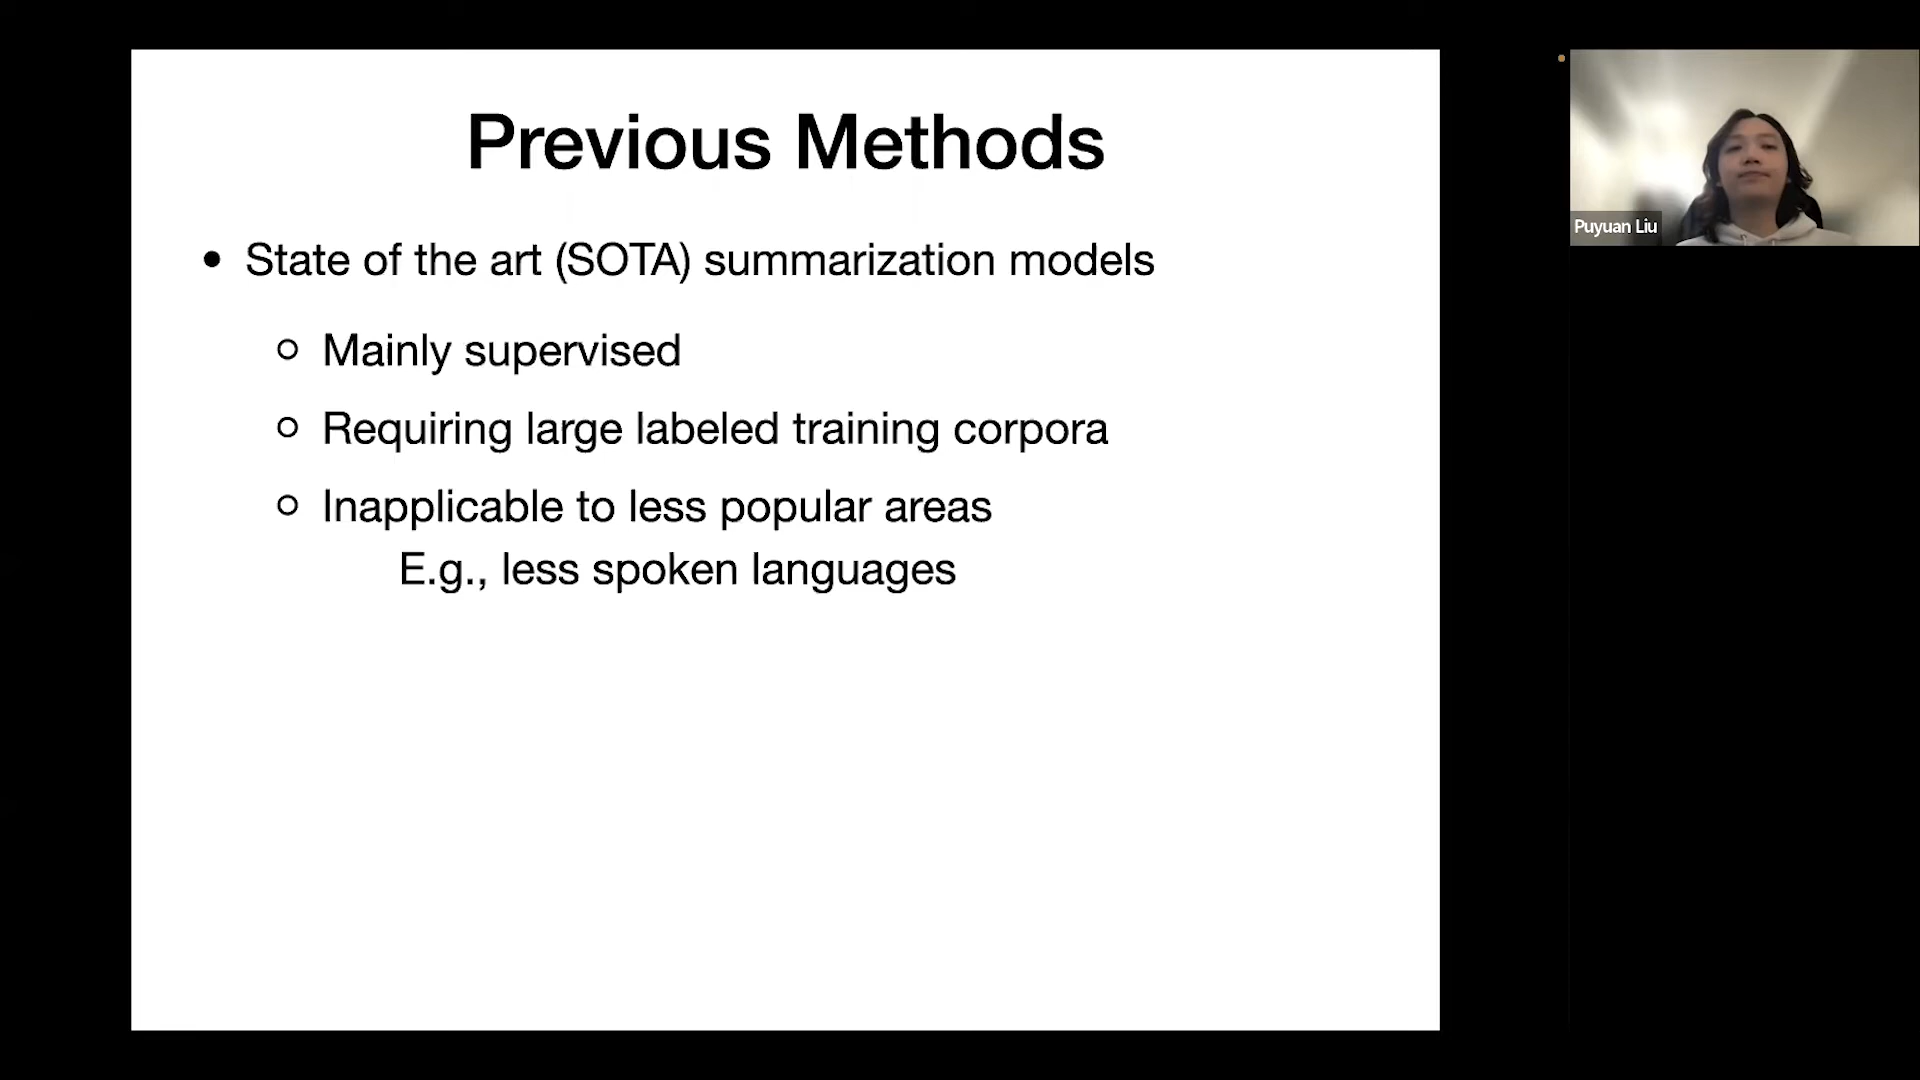 Previous Methods
• State of the art (SOTA) summarization models
○ Mainly supervised
○ Requiring large labeled training corpora
○ Inapplicable to less popular areas
E.g., less spoken languages
Puyuan Liu